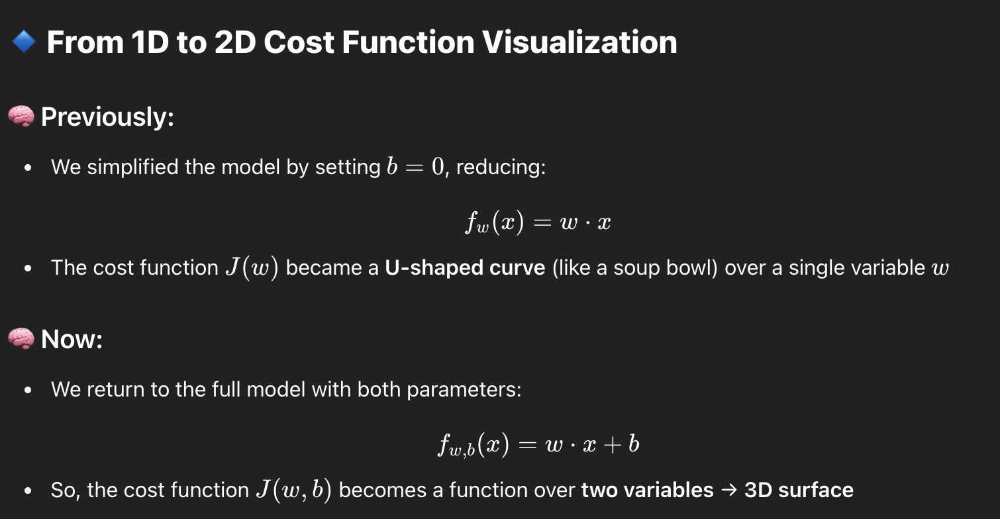 🔷 From 1D to 2D Cost Function Visualization
🧠 Previously:
• We simplified the model by setting b = 0, reducing:
f_w(x) = w · x
• The cost function J(w) became a U-shaped curve (like a soup bowl) over a single variable w
🧠 Now:
• We return to the full model with both parameters:
f_{w,b}(x) = w · x + b
• So, the cost function J(w, b) becomes a function over two variables → 3D surface